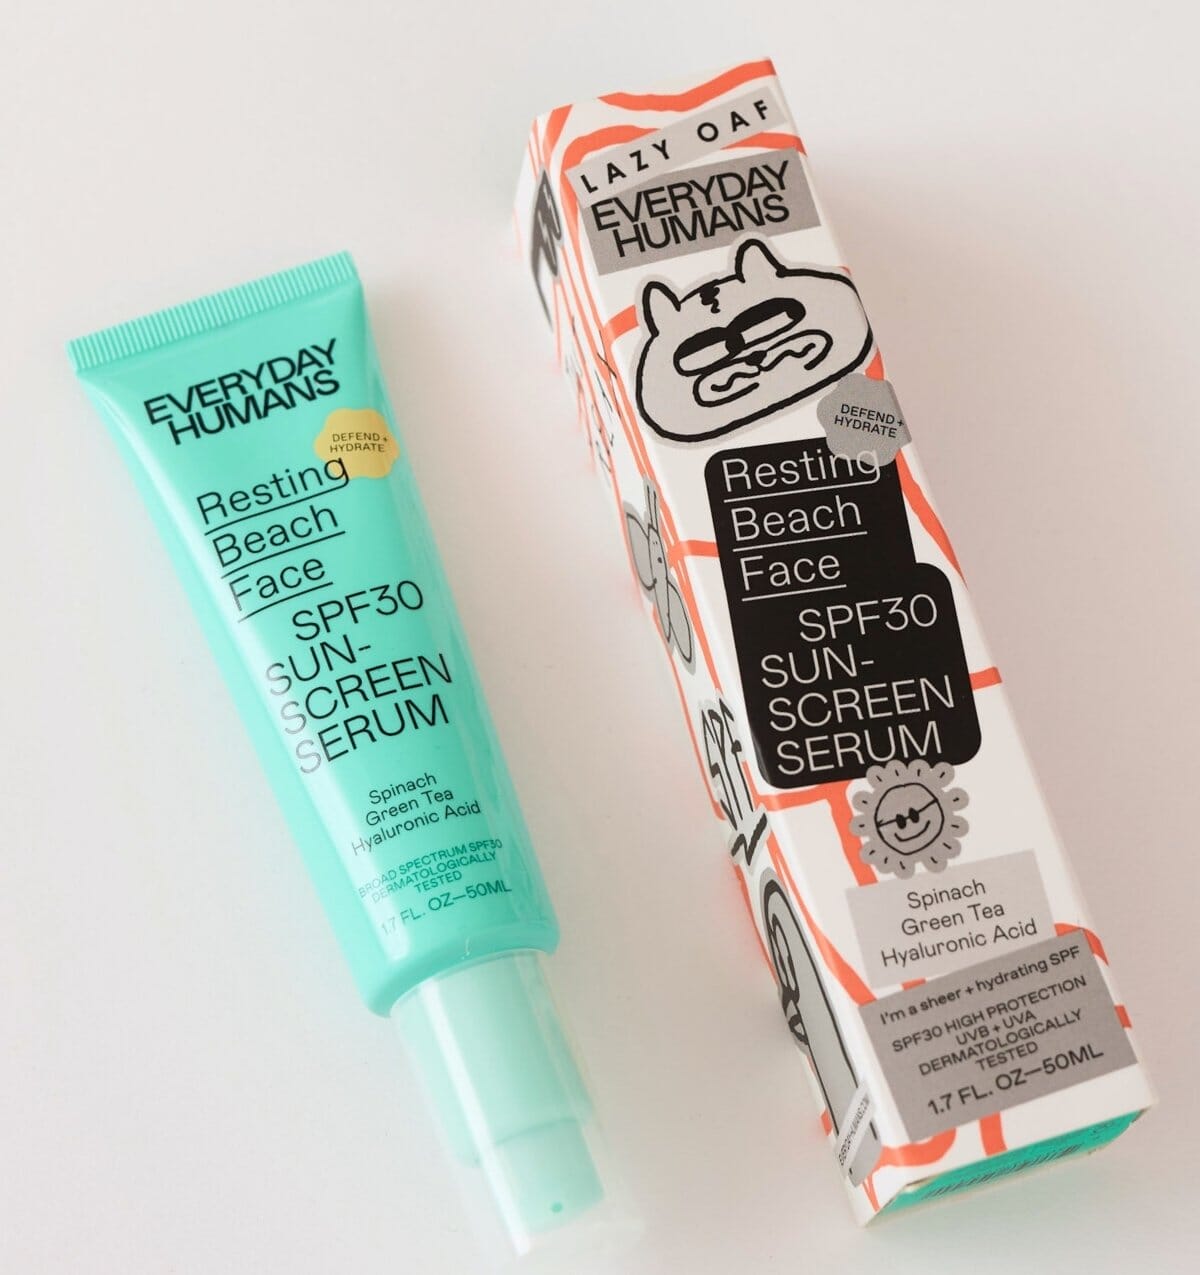 EVERYDAY
HUMANS
DEFEND +
HYDRATE
Resting
Beach
Face
SPF30
SUN-
SCREEN
SERUM
Spinach
Green Tea
Hyaluronic Acid
BROAD SPECTRUM SPF30
DERMATOLOGICALLY
TESTED
1.7 FL. OZ—50ML
LAZY OAF
EVERYDAY
HUMANS
DEFEND +
HYDRATE
Resting
Beach
Face
SPF30
SUN-
SCREEN
SERUM
Spinach
Green Tea
Hyaluronic Acid
I'm a sheer + hydrating SPF
SPF30 HIGH PROTECTION
UVB + UVA
DERMATOLOGICALLY
TESTED
1.7 FL. OZ—50ML
SPF